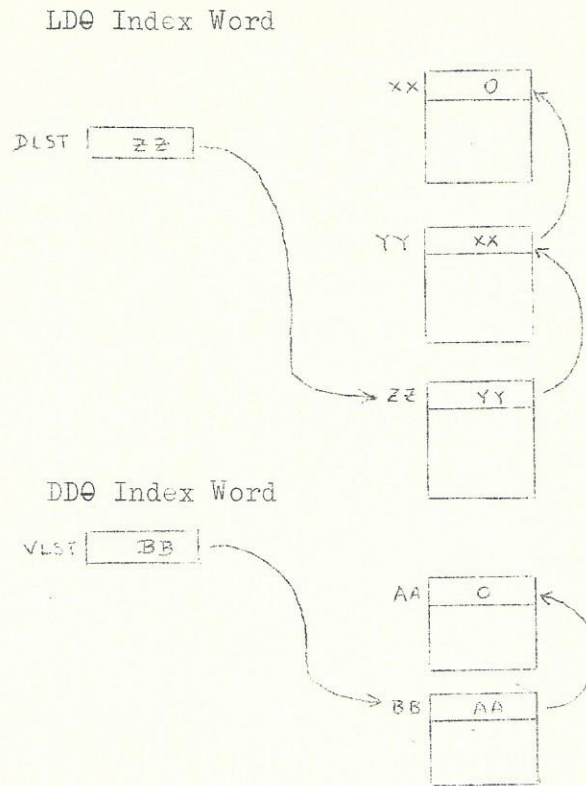 LDθ Index Word
XX 0
DLST ZZ
YY XX
ZZ YY
DDθ Index Word
VLST BB
AA 0
BB AA